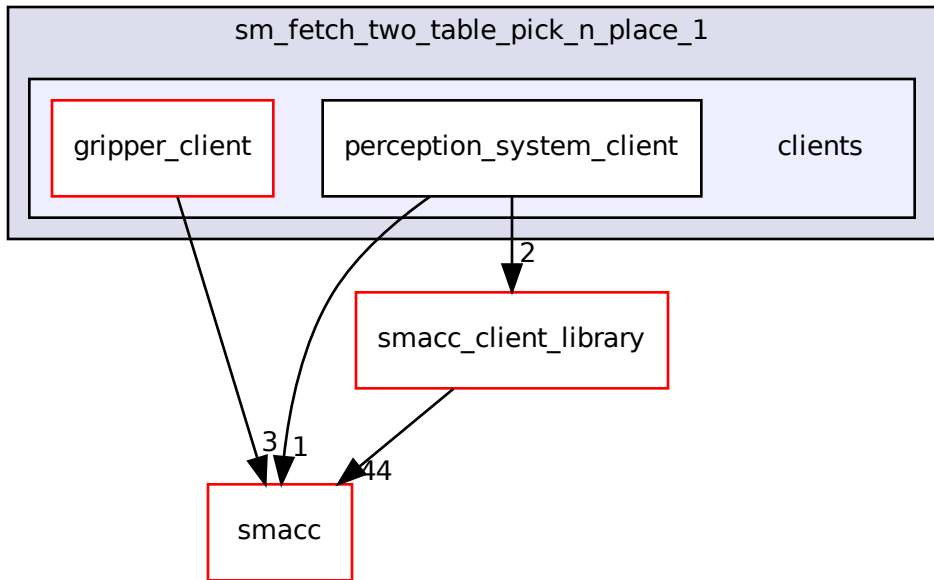 sm_fetch_two_table_pick_n_place_1
gripper_client
perception_system_client
clients
2
smacc_client_library
3
1
44
smacc